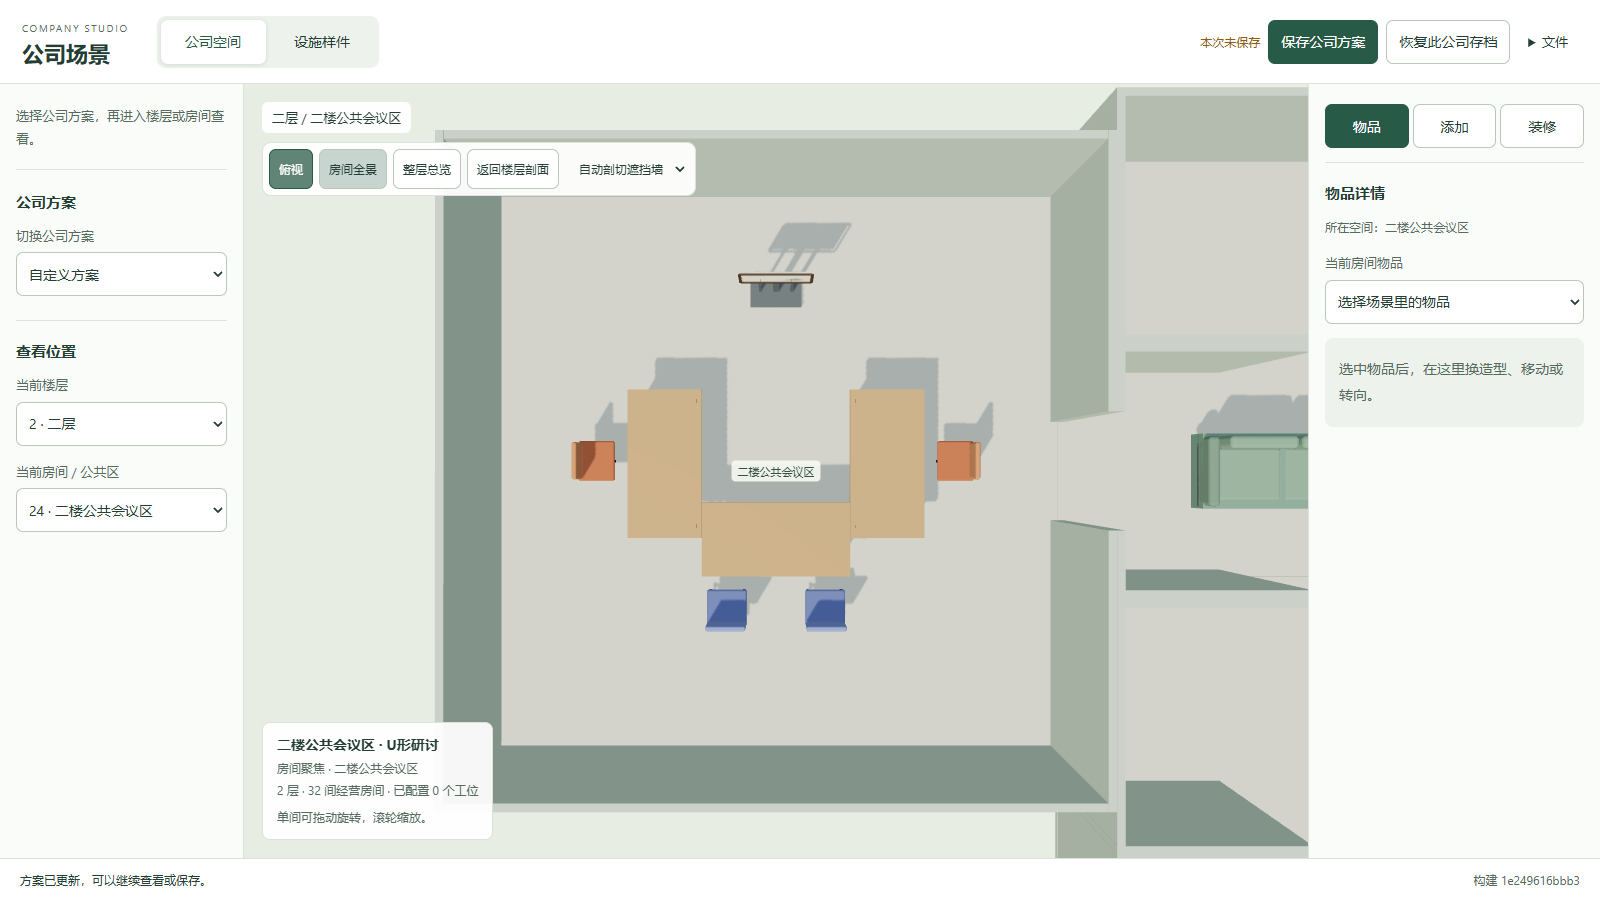 COMPANY STUDIO
公司场景
公司空间
设施样件
本次未保存
保存公司方案
恢复此公司存档
▶ 文件
选择公司方案，再进入楼层或房间查
看。
公司方案
切换公司方案
自定义方案
查看位置
当前楼层
2 · 二层
当前房间 / 公共区
24 · 二楼公共会议区
二层 / 二楼公共会议区
俯视
房间全景
整层总览
返回楼层剖面
自动剖切遮挡墙
二楼公共会议区
二楼公共会议区 · U形研讨
房间聚焦 · 二楼公共会议区
2 层 · 32 间经营房间 · 已配置 0 个工位
单间可拖动旋转，滚轮缩放。
物品
添加
装修
物品详情
所在空间：二楼公共会议区
当前房间物品
选择场景里的物品
选中物品后，在这里换造型、移动或
转向。
方案已更新，可以继续查看或保存。
构建 1e249616bbb3